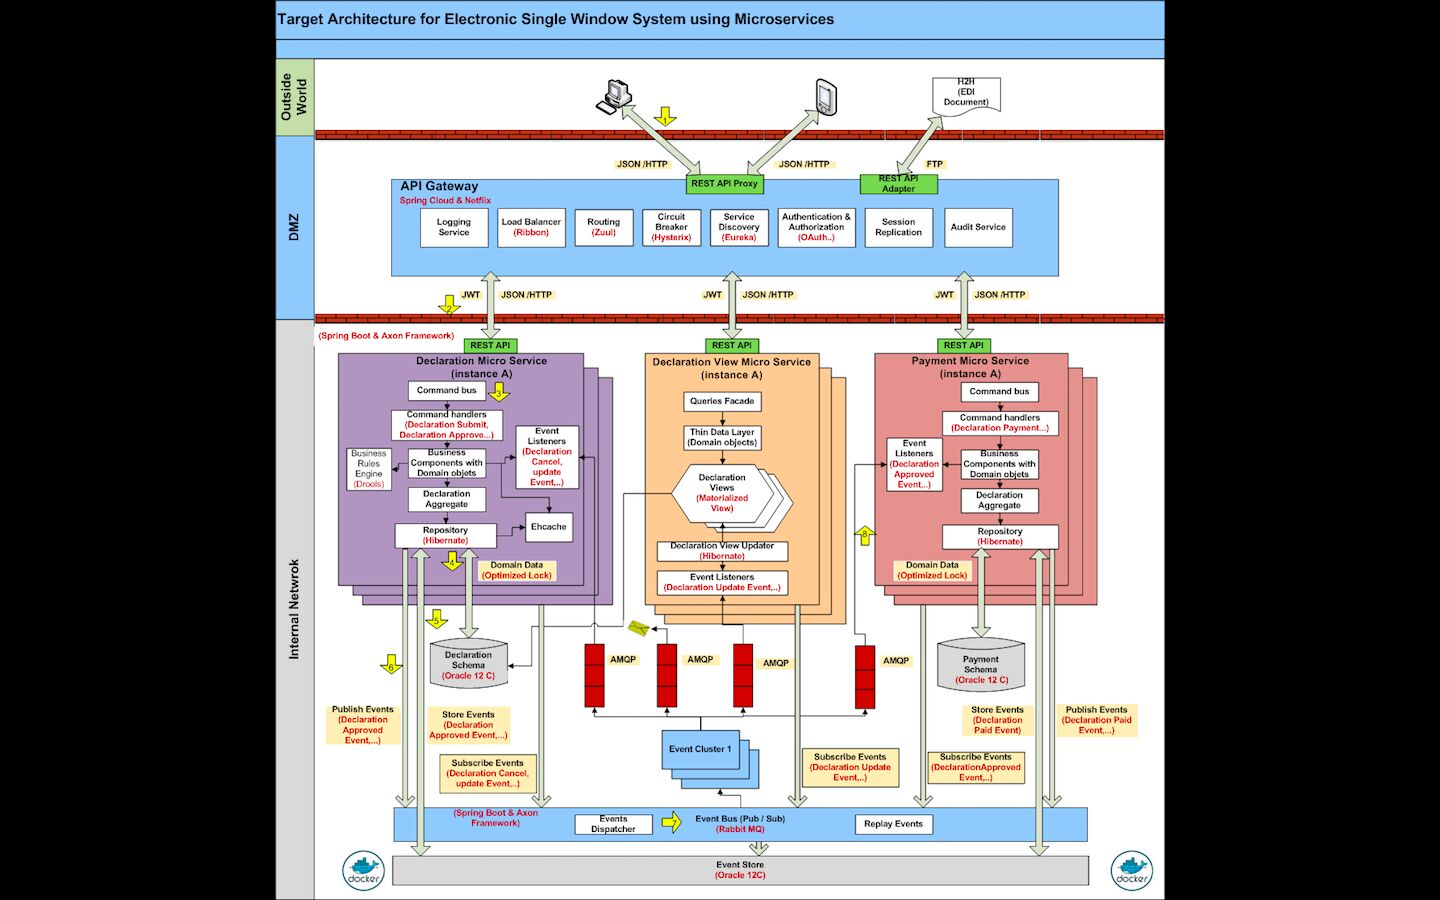 Target Architecture for Electronic Single Window System using Microservices
Outside
World
H2H
(EDI
Document)
1
JSON /HTTP
JSON /HTTP
FTP
DMZ
REST API Proxy
REST API
Adapter
API Gateway
Spring Cloud & Netflix
Logging
Service
Load Balancer
(Ribbon)
Routing
(Zuul)
Circuit
Breaker
(Hysterix)
Service
Discovery
(Eureka)
Authentication &
Authorization
(OAuth..)
Session
Replication
Audit Service
2
JWT
JSON /HTTP
JWT
JSON /HTTP
JWT
JSON /HTTP
Internal Netwrok
(Spring Boot & Axon Framework)
REST API
REST API
REST API
Declaration Micro Service
(instance A)
Command bus
3
Command handlers
(Declaration Submit,
Declaration Approve...)
Business
Rules
Engine
(Drools)
Business
Components with
Domain objets
Event
Listeners
(Declaration
Cancel,
update
Event,..)
Declaration
Aggregate
Repository
(Hibernate)
Ehcache
4
Domain Data
(Optimized Lock)
Declaration View Micro Service
(instance A)
Queries Facade
Thin Data Layer
(Domain objects)
Declaration
Views
(Materialized
View)
Declaration View Updater
(Hibernate)
Event Listeners
(Declaration Update Event,..)
Payment Micro Service
(instance A)
Command bus
Command handlers
(Declaration Payment...)
Event
Listeners
(Declaration
Approved
Event,..)
Business
Components with
Domain objets
Declaration
Aggregate
Repository
(Hibernate)
8
Domain Data
(Optimized Lock)
5
6
Declaration
Schema
(Oracle 12 C)
AMQP
AMQP
AMQP
AMQP
Payment
Schema
(Oracle 12 C)
Publish Events
(Declaration
Approved
Event,...)
Store Events
(Declaration
Approved Event,...)
Subscribe Events
(Declaration Cancel,
update Event,..)
Event Cluster 1
Subscribe Events
(Declaration Update
Event,..)
Subscribe Events
(DeclarationApproved
Event,..)
Store Events
(Declaration
Paid Event)
Publish Events
(Declaration Paid
Event,...)
(Spring Boot & Axon
Framework)
Events
Dispatcher
7
Event Bus (Pub / Sub)
(Rabbit MQ)
Replay Events
Event Store
(Oracle 12C)
docker
docker